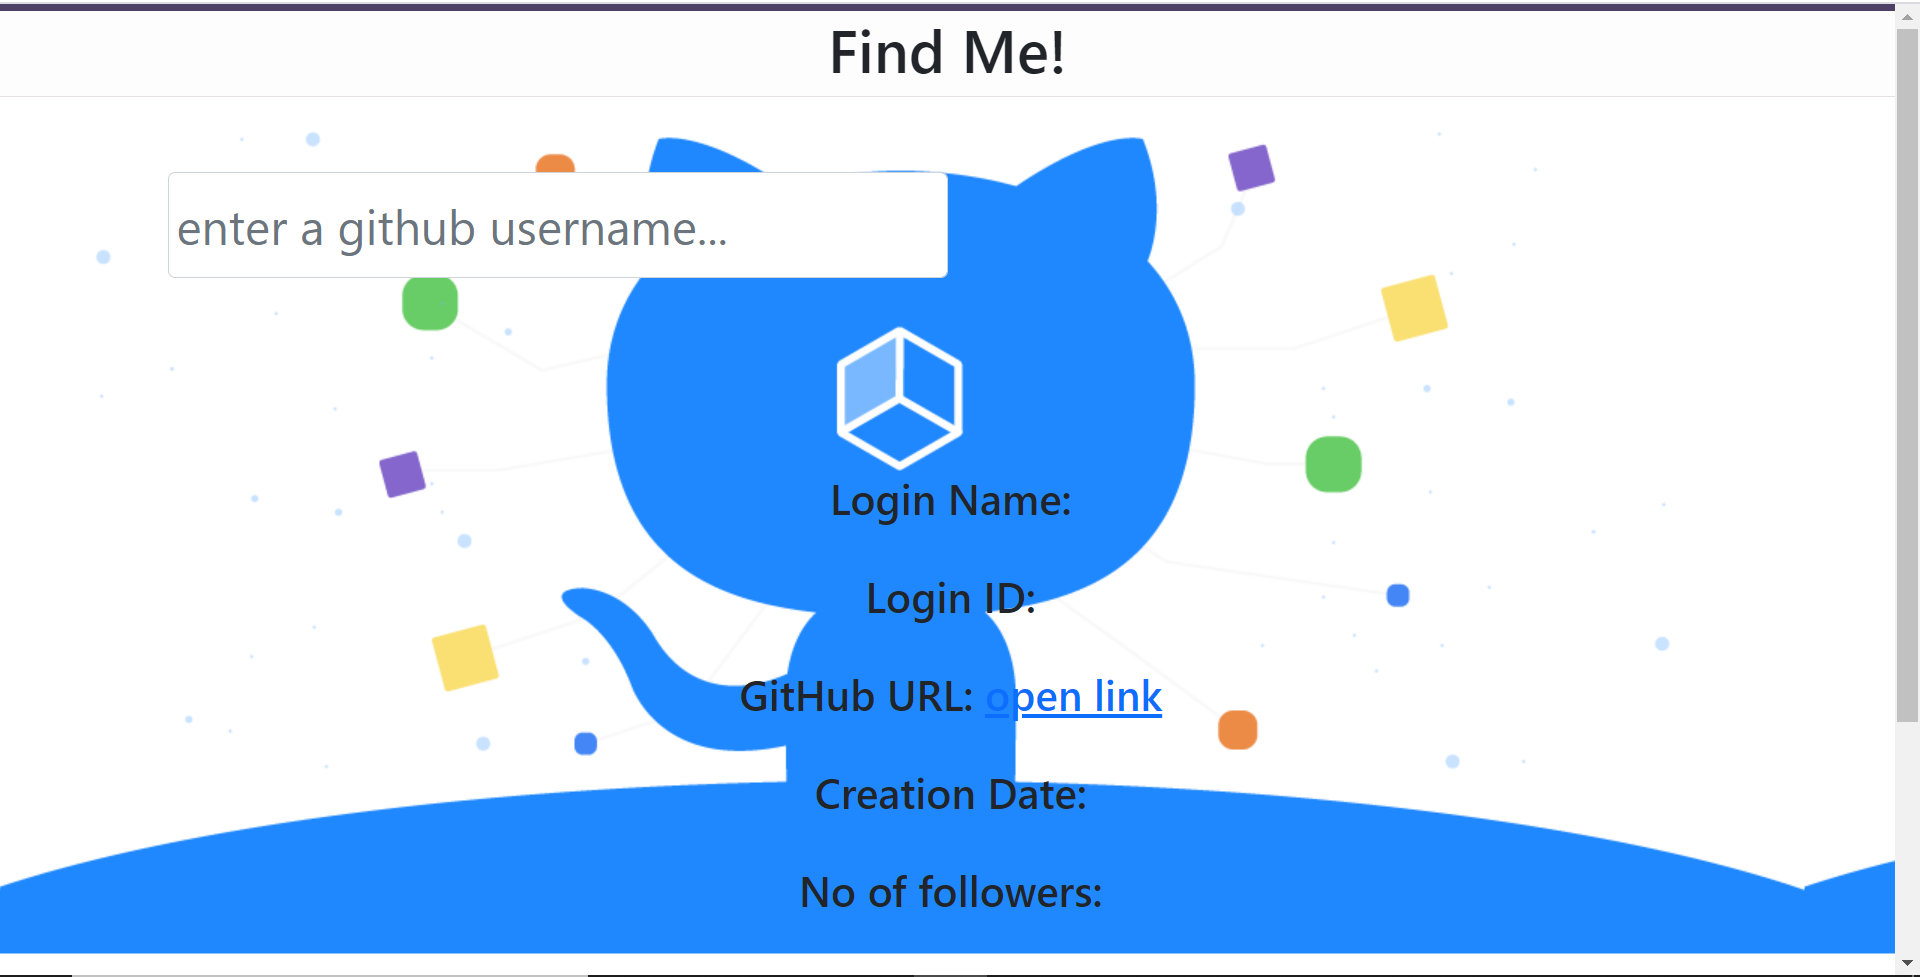 Find Me!
enter a github username...
Login Name:
Login ID:
GitHub URL: open link
Creation Date:
No of followers: